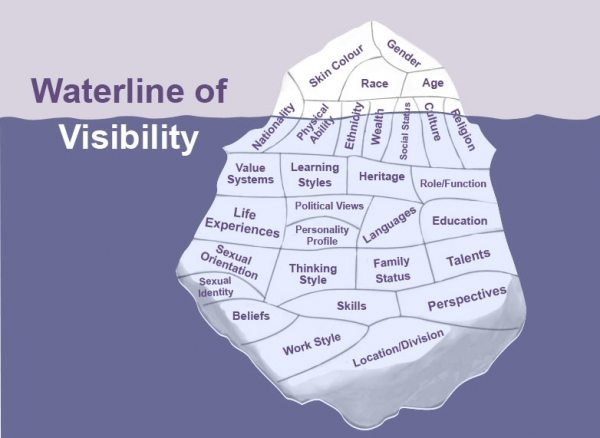 Waterline of
Visibility
Skin Colour
Gender
Race
Age
Nationality
Physical
Ability
Ethnicity
Wealth
Social Status
Culture
Religion
Value
Systems
Learning
Styles
Heritage
Role/Function
Life
Experiences
Political Views
Personality
Profile
Languages
Education
Sexual
Orientation
Sexual
Identity
Thinking
Style
Family
Status
Talents
Beliefs
Skills
Perspectives
Work Style
Location/Division